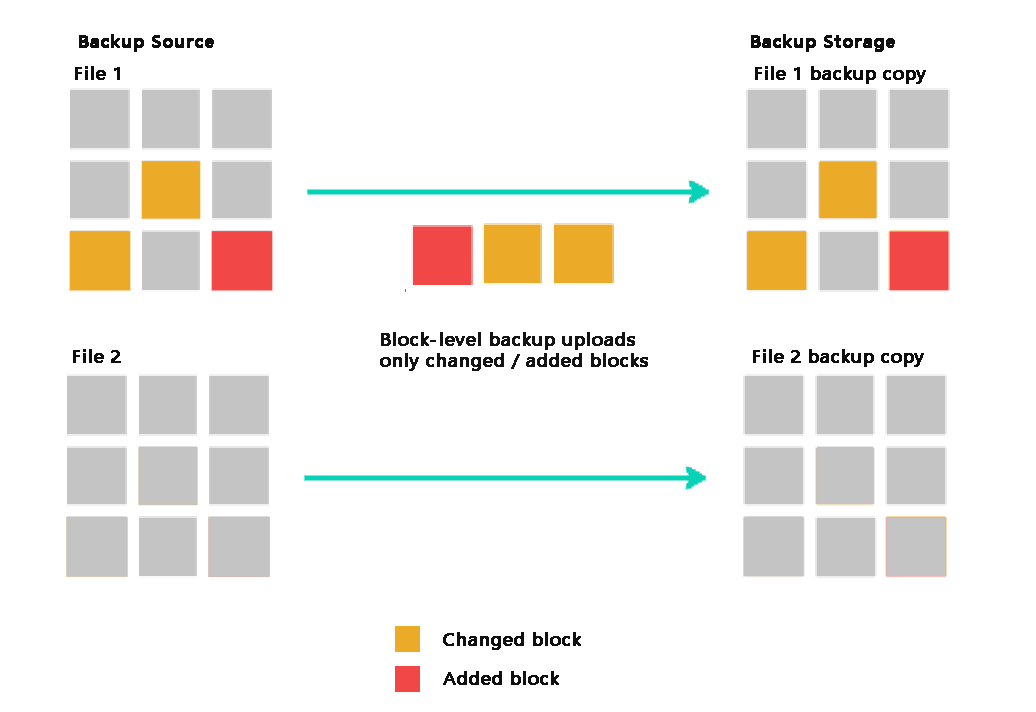 Backup Source
Backup Storage
File 1
File 1 backup copy
Block-level backup uploads
only changed / added blocks
File 2
File 2 backup copy
Changed block
Added block